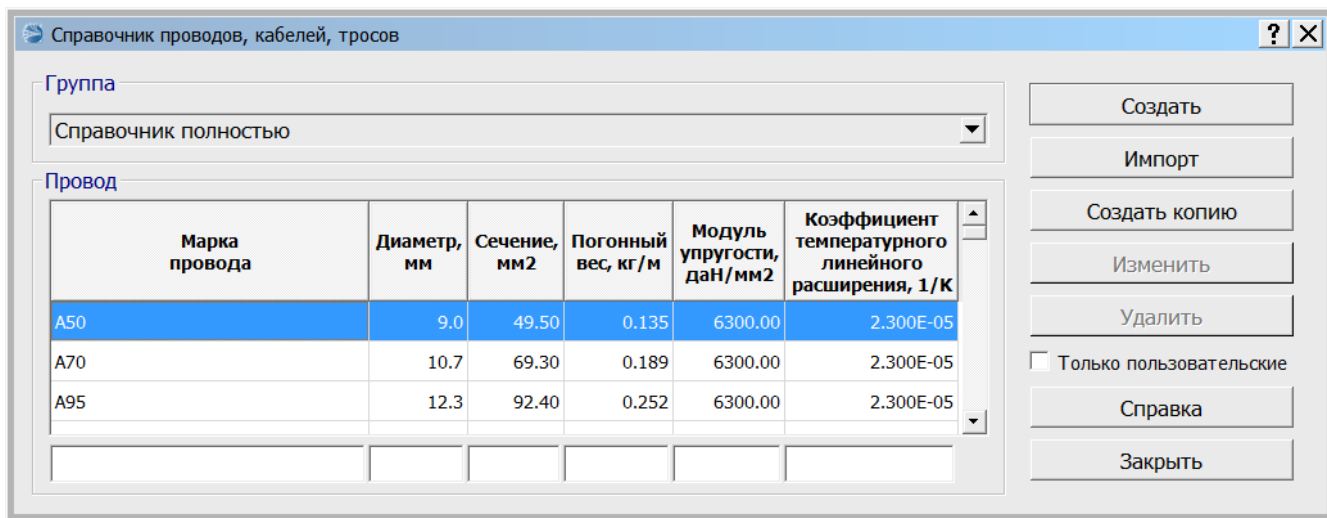 Справочник проводов, кабелей, тросов
?
Группа
Справочник полностью
Провод
Марка
провода
Диаметр,
мм
Сечение,
мм2
Погонный
вес, кг/м
Модуль
упругости,
даН/мм2
Коэффициент
температурного
линейного
расширения, 1/К
А50 9.0 49.50 0.135 6300.00 2.300E-05
А70 10.7 69.30 0.189 6300.00 2.300E-05
А95 12.3 92.40 0.252 6300.00 2.300E-05
Создать
Импорт
Создать копию
Изменить
Удалить
Только пользовательские
Справка
Закрыть